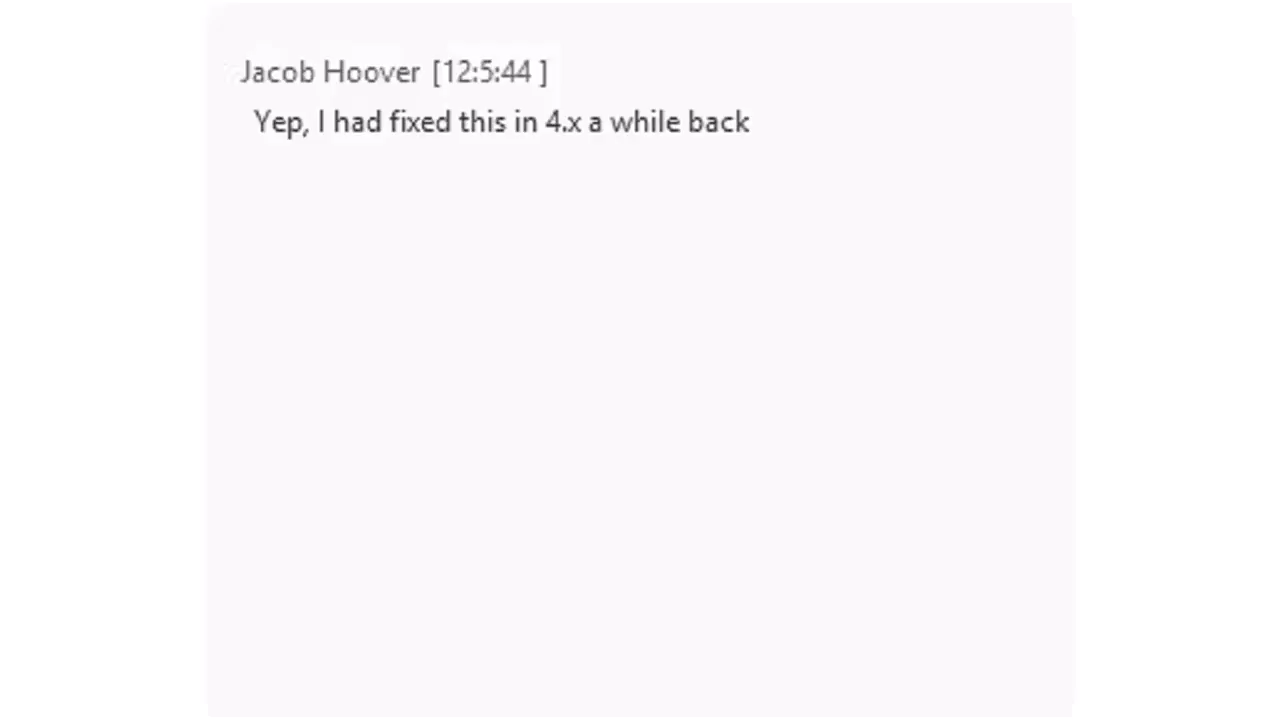 Jacob Hoover [12:5:44 ]
Yep, I had fixed this in 4.x a while back